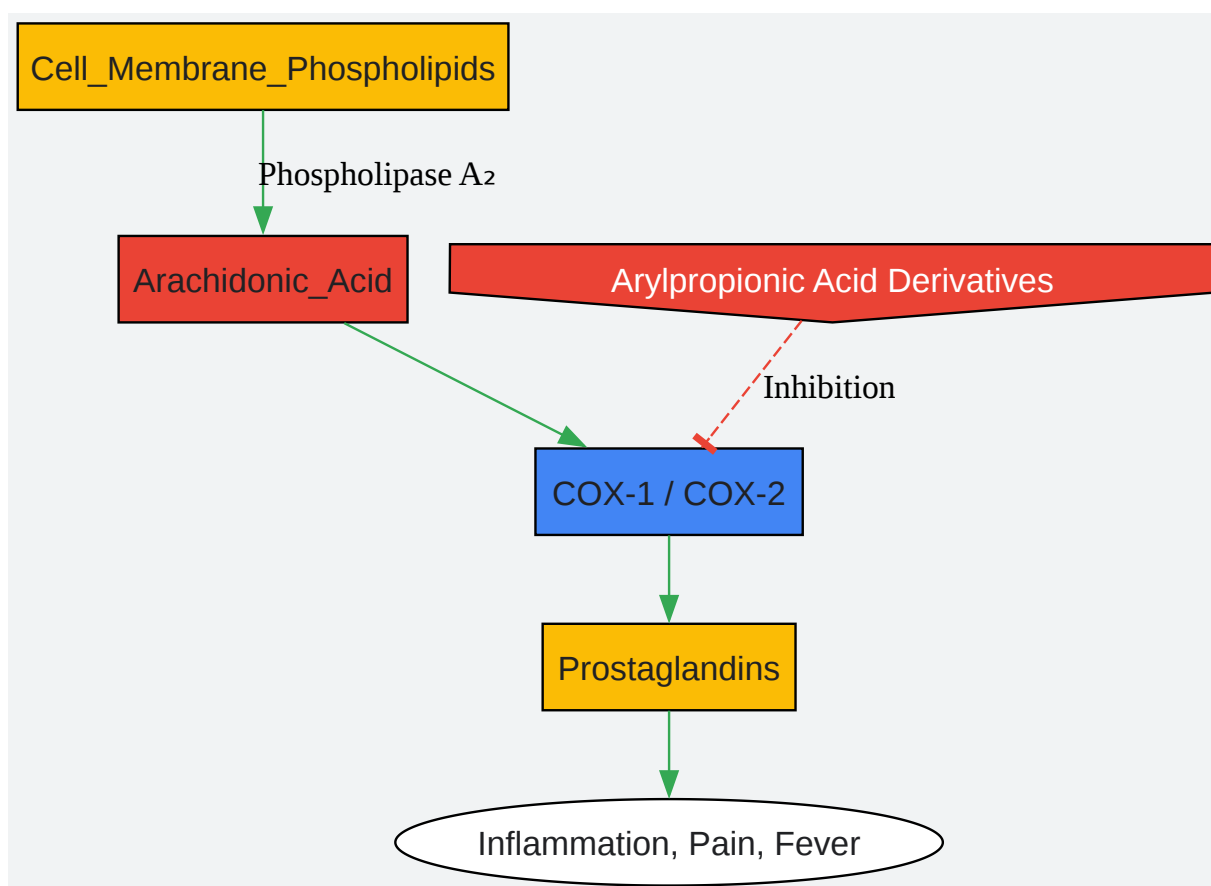 Cell_Membrane_Phospholipids
Phospholipase A₂
Arachidonic_Acid
Arylpropionic Acid Derivatives
Inhibition
COX-1 / COX-2
Prostaglandins
Inflammation, Pain, Fever